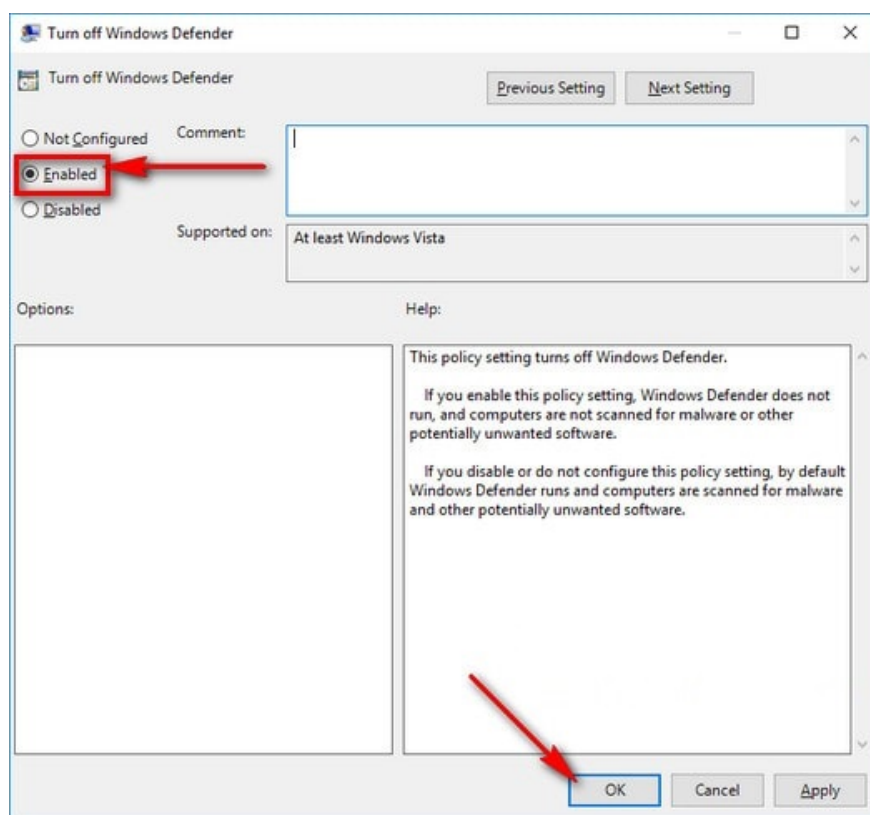 Turn off Windows Defender
Turn off Windows Defender
Previous Setting
Next Setting
Not Configured
Comment:
Enabled
Disabled
Supported on:
At least Windows Vista
Options:
Help:
This policy setting turns off Windows Defender.
If you enable this policy setting, Windows Defender does not
run, and computers are not scanned for malware or other
potentially unwanted software.
If you disable or do not configure this policy setting, by default
Windows Defender runs and computers are scanned for malware
and other potentially unwanted software.
OK
Cancel
Apply